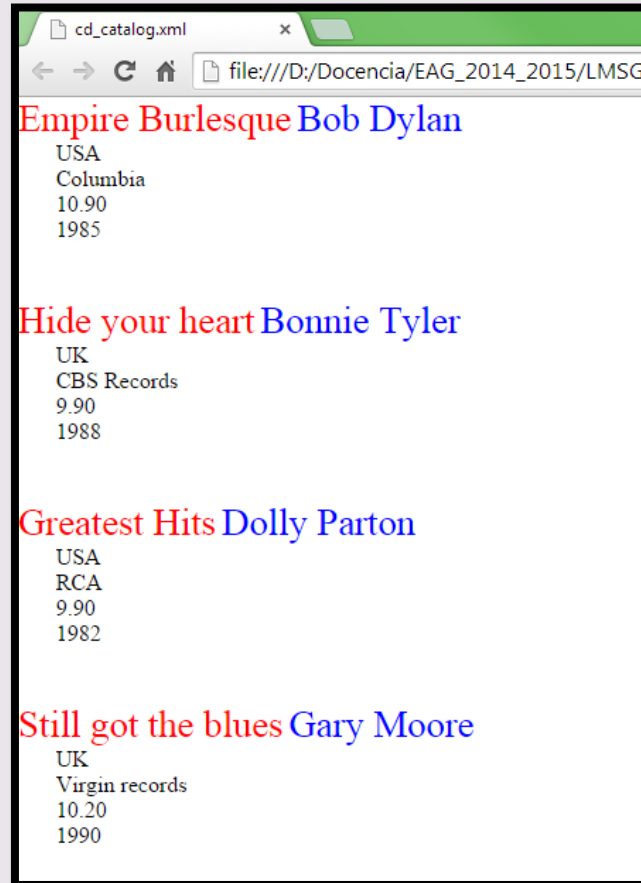 cd_catalog.xml
file:///D:/Docencia/EAG_2014_2015/LMSG
Empire Burlesque Bob Dylan
USA
Columbia
10.90
1985
Hide your heart Bonnie Tyler
UK
CBS Records
9.90
1988
Greatest Hits Dolly Parton
USA
RCA
9.90
1982
Still got the blues Gary Moore
UK
Virgin records
10.20
1990